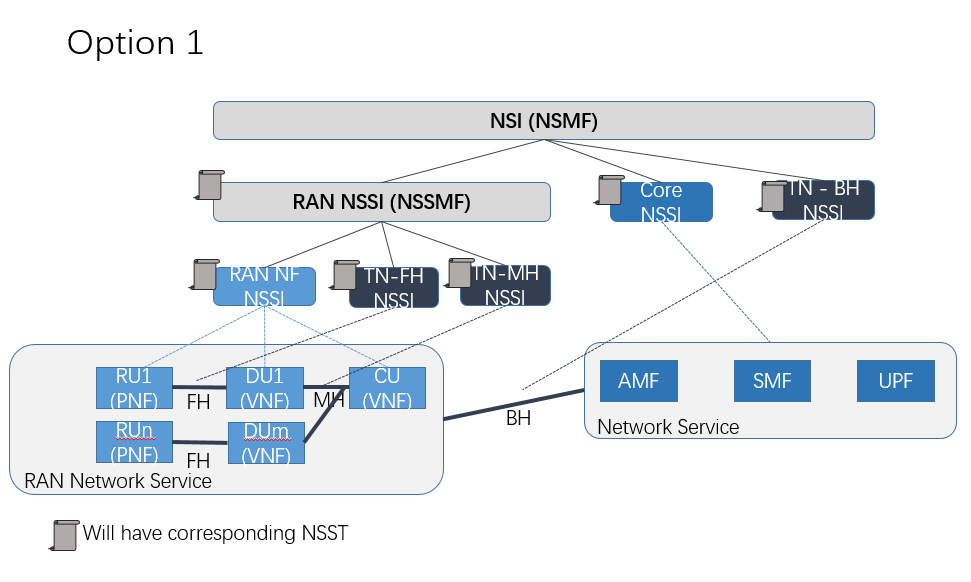 Option 1
NSI (NSMF)
RAN NSSI (NSSMF)
Core
NSSI
TN - BH
NSSI
RAN NF
NSSI
TN-FH
NSSI
TN-MH
NSSI
RU1
(PNF)
FH
DU1
(VNF)
MH
CU
(VNF)
RUn
(PNF)
FH
DUm
(VNF)
RAN Network Service
BH
AMF
SMF
UPF
Network Service
Will have corresponding NSST